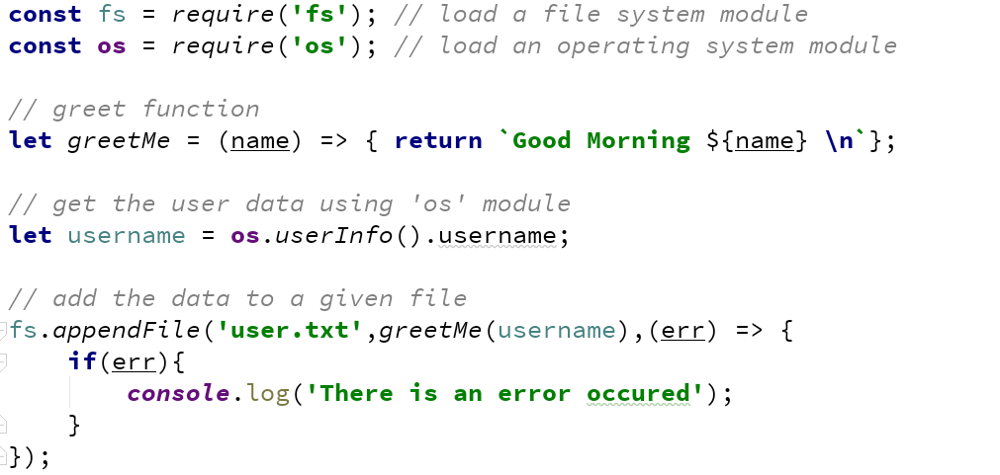 const fs = require('fs'); // load a file system module
const os = require('os'); // load an operating system module
// greet function
let greetMe = (name) => { return `Good Morning ${name} \n`};
// get the user data using 'os' module
let username = os.userInfo().username;
// add the data to a given file
fs.appendFile('user.txt',greetMe(username),(err) => {
    if(err){
        console.log('There is an error occured');
    }
});